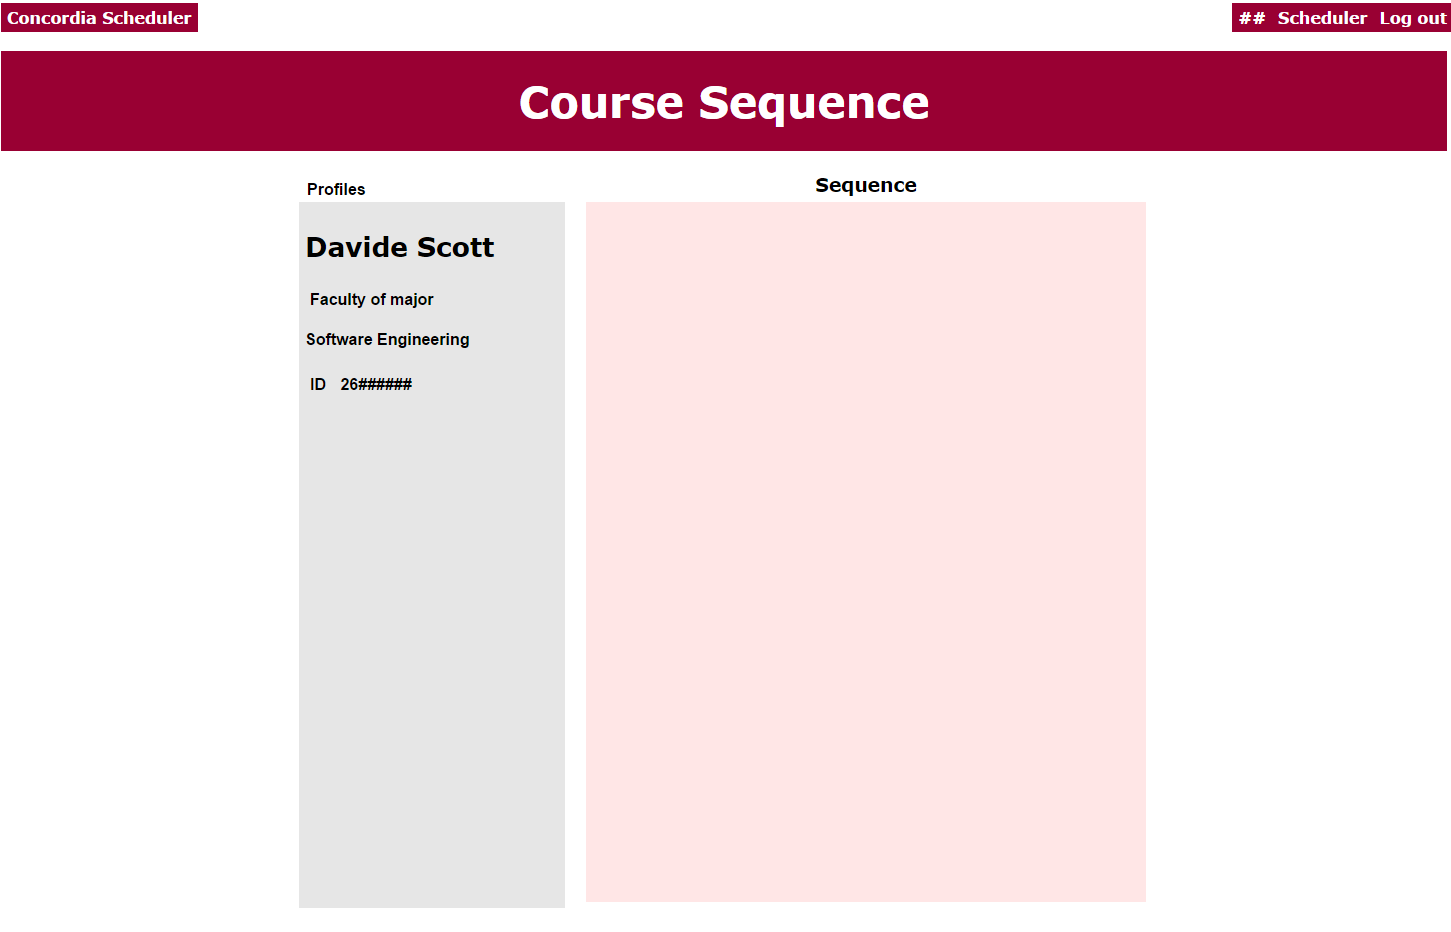 Concordia Scheduler
## Scheduler Log out
Course Sequence
Profiles
Sequence
Davide Scott
Faculty of major
Software Engineering
ID 26######